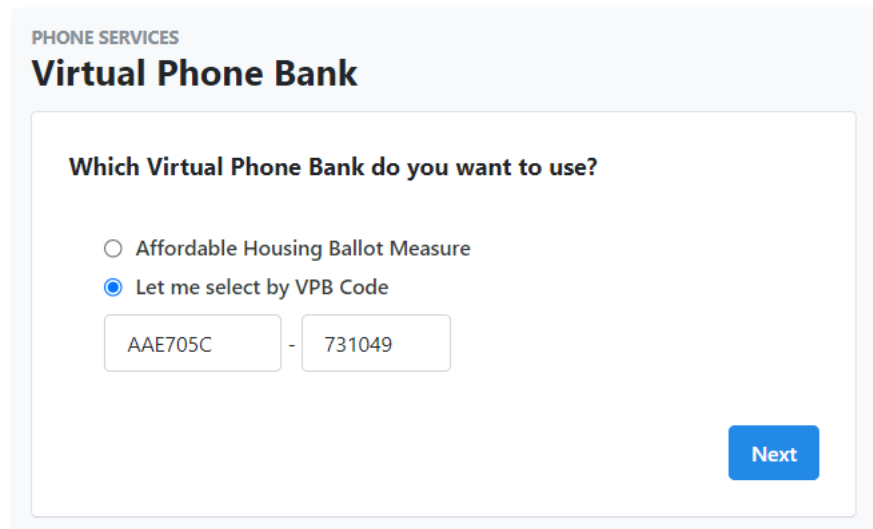 PHONE SERVICES
Virtual Phone Bank
Which Virtual Phone Bank do you want to use?
Affordable Housing Ballot Measure
Let me select by VPB Code
AAE705C - 731049
Next